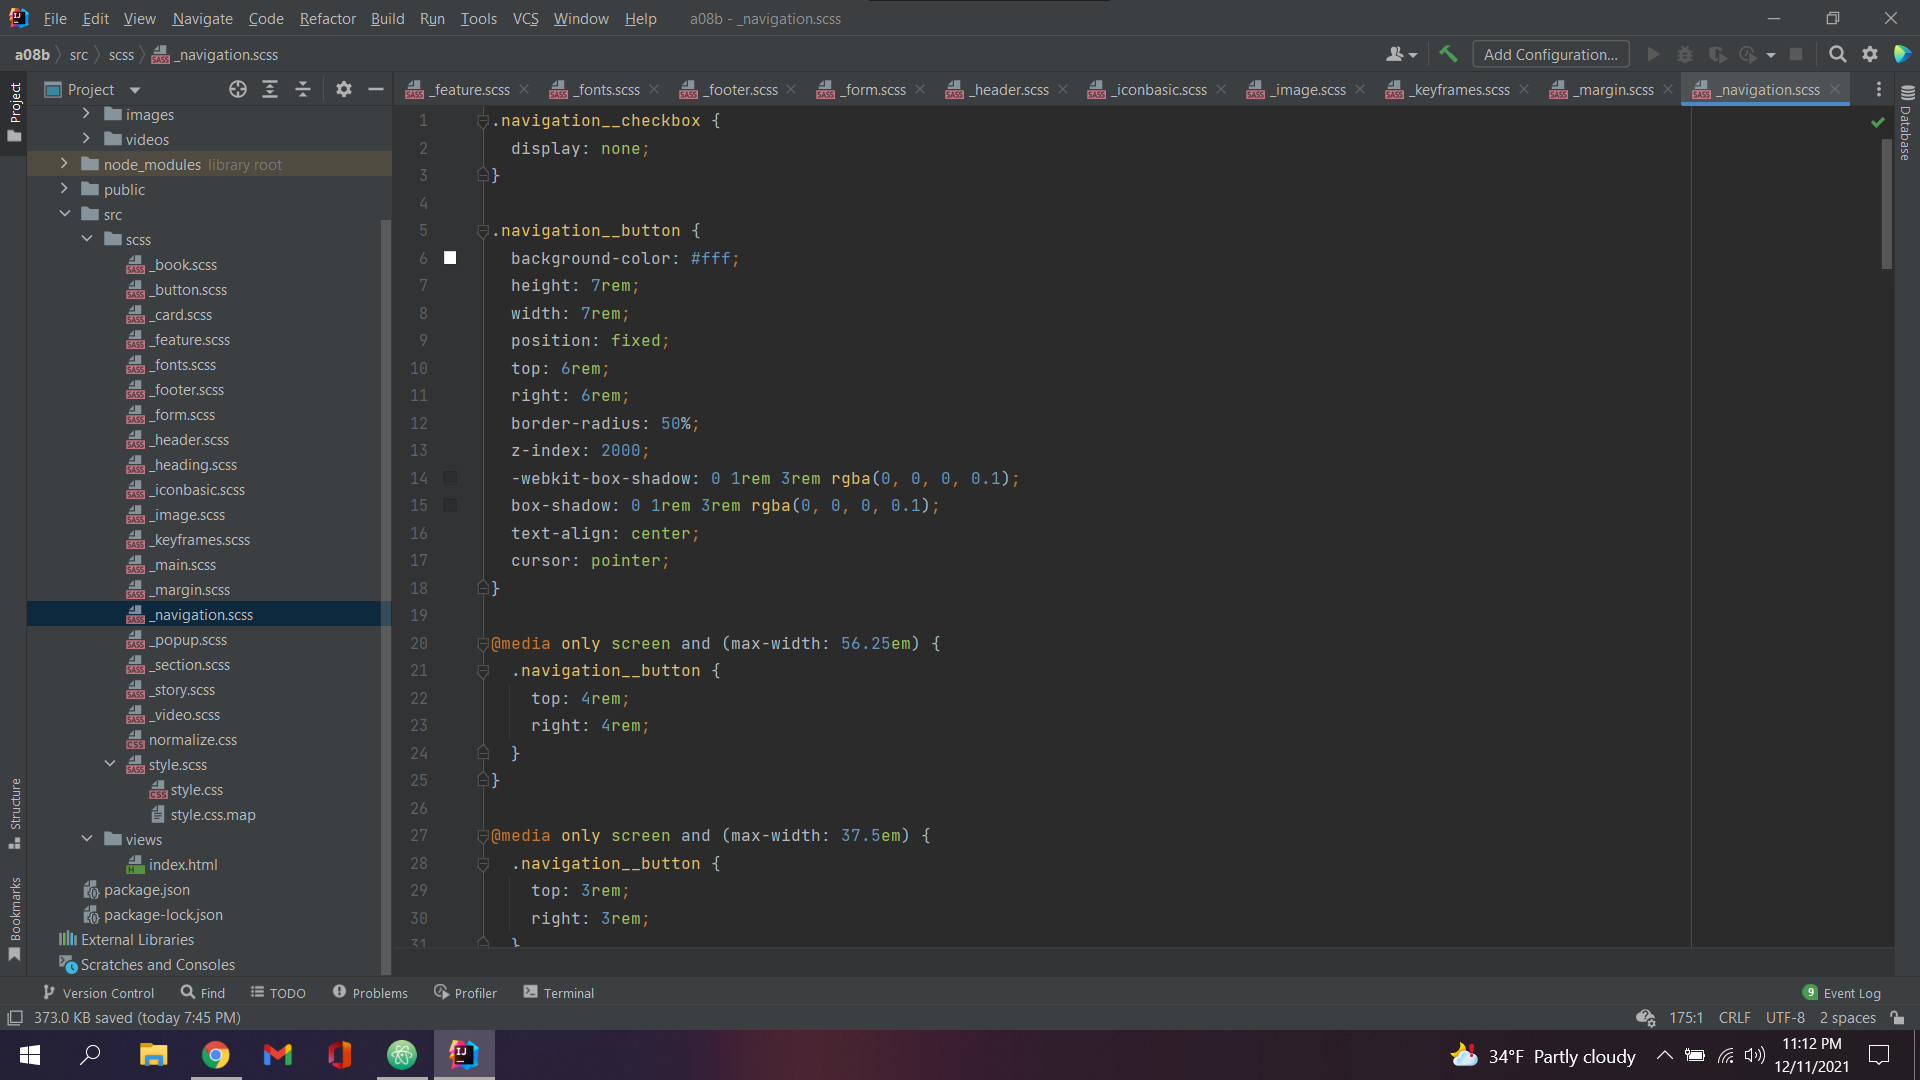 File Edit View Navigate Code Refactor Build Run Tools VCS Window Help a08b - _navigation.scss
a08b src scss _navigation.scss Add Configuration...
Project
_feature.scss _fonts.scss _footer.scss _form.scss _header.scss _iconbasic.scss _image.scss _keyframes.scss _margin.scss _navigation.scss
Project
Structure
Bookmarks
Database
images
videos
node_modules library root
public
src
scss
_book.scss
_button.scss
_card.scss
_feature.scss
_fonts.scss
_footer.scss
_form.scss
_header.scss
_heading.scss
_iconbasic.scss
_image.scss
_keyframes.scss
_main.scss
_margin.scss
_navigation.scss
_popup.scss
_section.scss
_story.scss
_video.scss
normalize.css
style.scss
style.css
style.css.map
views
index.html
package.json
package-lock.json
External Libraries
Scratches and Consoles
1 .navigation__checkbox {
2 display: none;
3 }
4
5 .navigation__button {
6 background-color: #fff;
7 height: 7rem;
8 width: 7rem;
9 position: fixed;
10 top: 6rem;
11 right: 6rem;
12 border-radius: 50%;
13 z-index: 2000;
14 -webkit-box-shadow: 0 1rem 3rem rgba(0, 0, 0, 0.1);
15 box-shadow: 0 1rem 3rem rgba(0, 0, 0, 0.1);
16 text-align: center;
17 cursor: pointer;
18 }
19
20 @media only screen and (max-width: 56.25em) {
21 .navigation__button {
22 top: 4rem;
23 right: 4rem;
24 }
25 }
26
27 @media only screen and (max-width: 37.5em) {
28 .navigation__button {
29 top: 3rem;
30 right: 3rem;
31 }
Version Control Find TODO Problems Profiler Terminal 9 Event Log
373.0 KB saved (today 7:45 PM) 175:1 CRLF UTF-8 2 spaces
34°F Partly cloudy 11:12 PM
12/11/2021